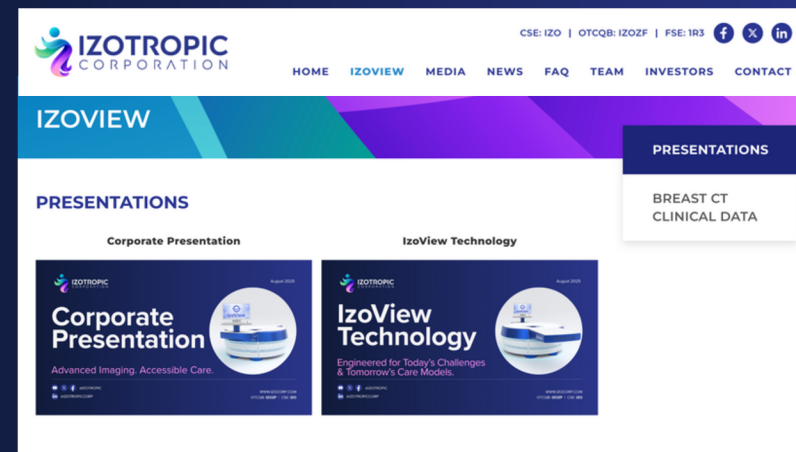 IZOTROPIC
CORPORATION
CSE: IZO | OTCQB: IZOZF | FSE: 1R3
HOME IZOVIEW MEDIA NEWS FAQ TEAM INVESTORS CONTACT
IZOVIEW
PRESENTATIONS
BREAST CT
CLINICAL DATA
PRESENTATIONS
Corporate Presentation
IZOTROPIC
CORPORATION
August 2025
Corporate
Presentation
Advanced Imaging. Accessible Care.
IzoView Technology
IZOTROPIC
CORPORATION
August 2025
IzoView
Technology
Engineered for Today's Challenges
& Tomorrow's Care Models.